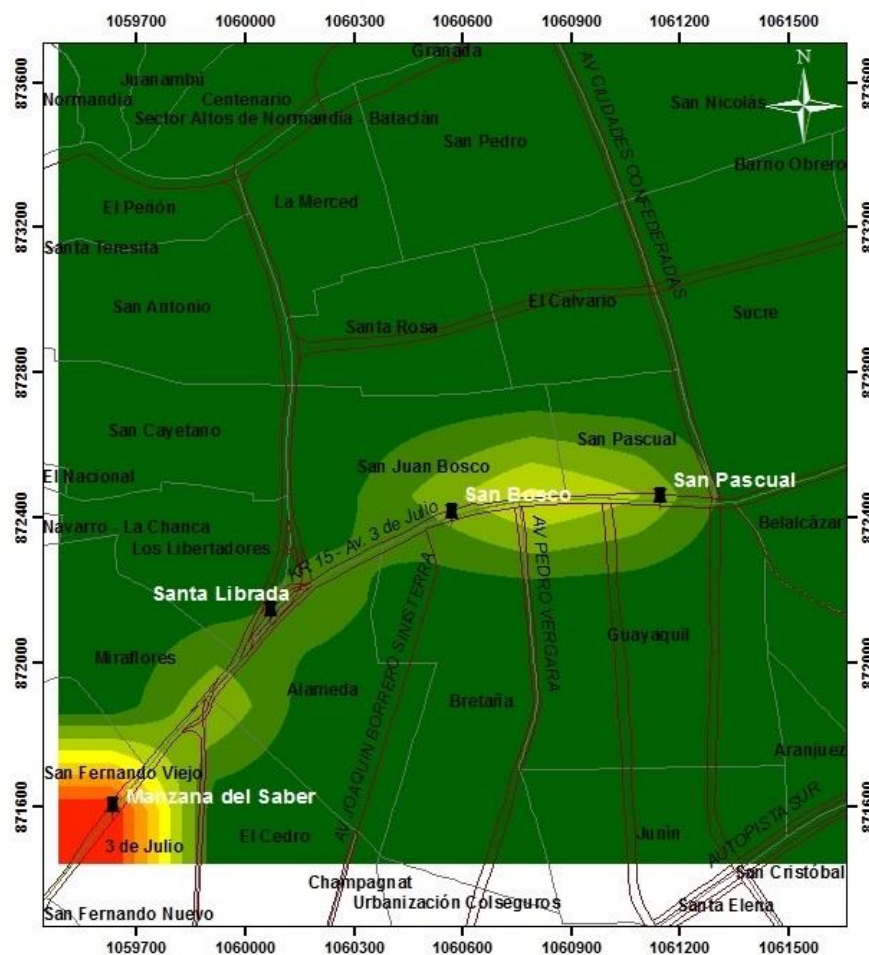 1059700 1060000 1060300 1060600 1060900 1061200 1061500
873600
873200
872800
872400
872000
871600
873600
873200
872800
872400
872000
871600
N
Granada
Juanambú
Normandía
Centenario
San Nicolás
Sector Altos de Normandía - Bataclán
San Pedro
AV CIUDADES CONFEDERADAS
Barrio Obrero
El Peñón
La Merced
Santa Teresita
San Antonio
El Calvario
Santa Rosa
Sucre
San Cayetano
San Pascual
San Juan Bosco
El Nacional
San Bosco
San Pascual
Navarro - La Chanca
KR 15 - Av. 3 de Julio
Belalcázar
Los Libertadores
AV PEDRO VERGARA
Santa Librada
AV JOAQUIN BORRERO SINISTERRA
Guayaquil
Miraflores
Alameda
Bretaña
Aranjuez
San Fernando Viejo
Manzana del Saber
AUTOPISTA SUR
3 de Julio
El Cedro
Junin
San Cristóbal
Champagnat
Urbanización Colseguros
Santa Elena
San Fernando Nuevo
1059700 1060000 1060300 1060600 1060900 1061200 1061500